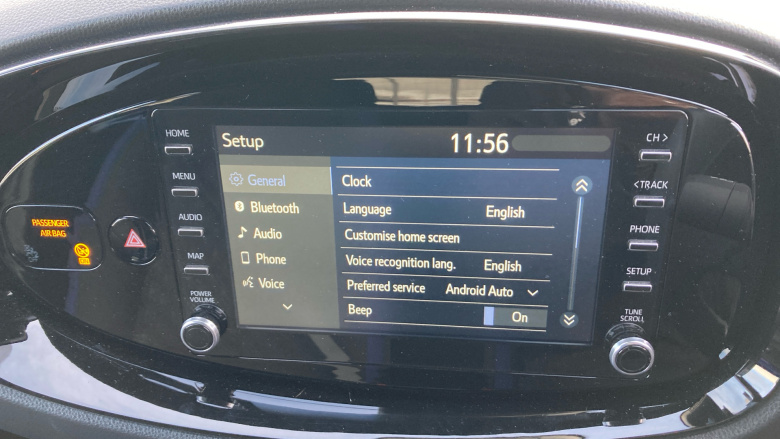 HOME
MENU
AUDIO
MAP
POWER
VOLUME
PASSENGER
AIR BAG
Setup
11:56
General
Bluetooth
Audio
Phone
Voice
Clock
Language English
Customise home screen
Voice recognition lang. English
Preferred service Android Auto
Beep On
CH >
< TRACK
PHONE
SETUP
TUNE
SCROLL